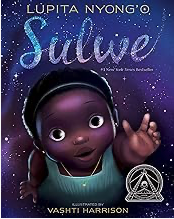 LUPITA NYONG'O
Sulwe
#1 New York Times Bestseller
ILLUSTRATED BY
VASHTI HARRISON